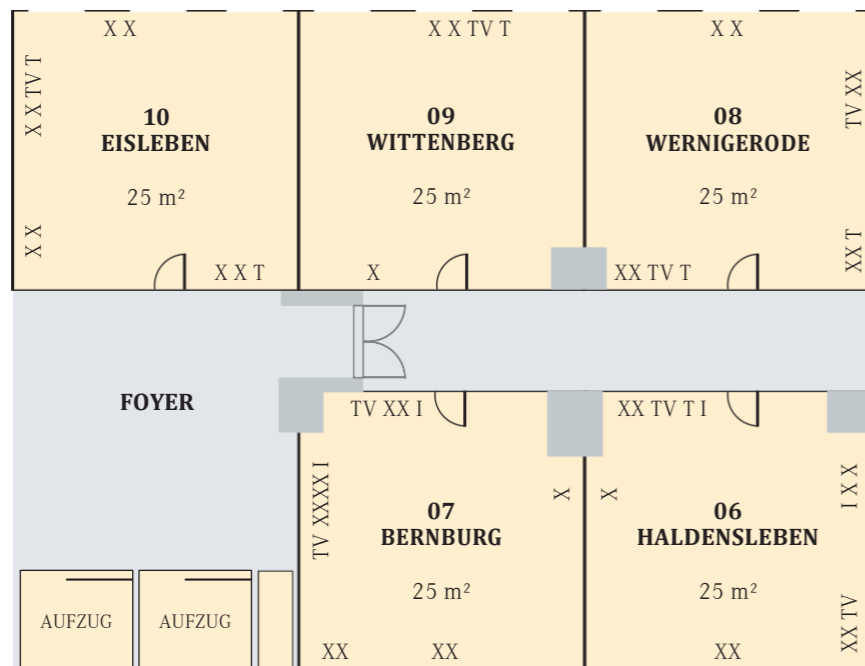 X X
X X TV T
10
EISLEBEN
25 m²
X X
X X T
X X TV T
09
WITTENBERG
25 m²
X
X X
TV XX
08
WERNIGERODE
25 m²
XX T
XX TV T
FOYER
AUFZUG
AUFZUG
TV XX I
TV XXXX I
07
BERNBURG
25 m²
X
XX
XX
XX TV T I
X
I X X
06
HALDENSLEBEN
25 m²
XX TV
XX